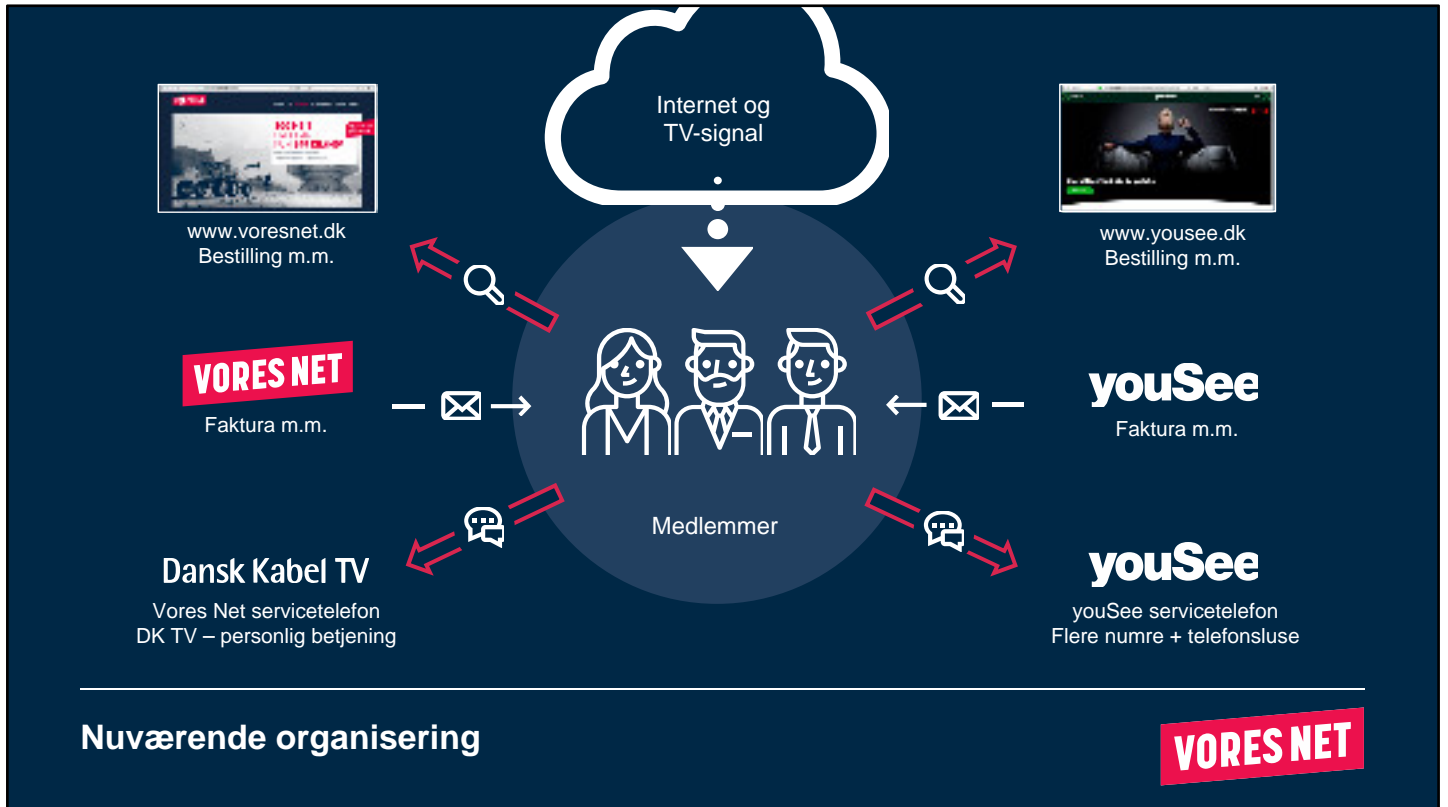 Internet og
TV-signal
www.voresnet.dk
Bestilling m.m.
www.yousee.dk
Bestilling m.m.
VORES NET
Faktura m.m.
youSee
Faktura m.m.
Medlemmer
Dansk Kabel TV
Vores Net servicetelefon
DK TV – personlig betjening
youSee
youSee servicetelefon
Flere numre + telefonsluse
Nuværende organisering
VORES NET